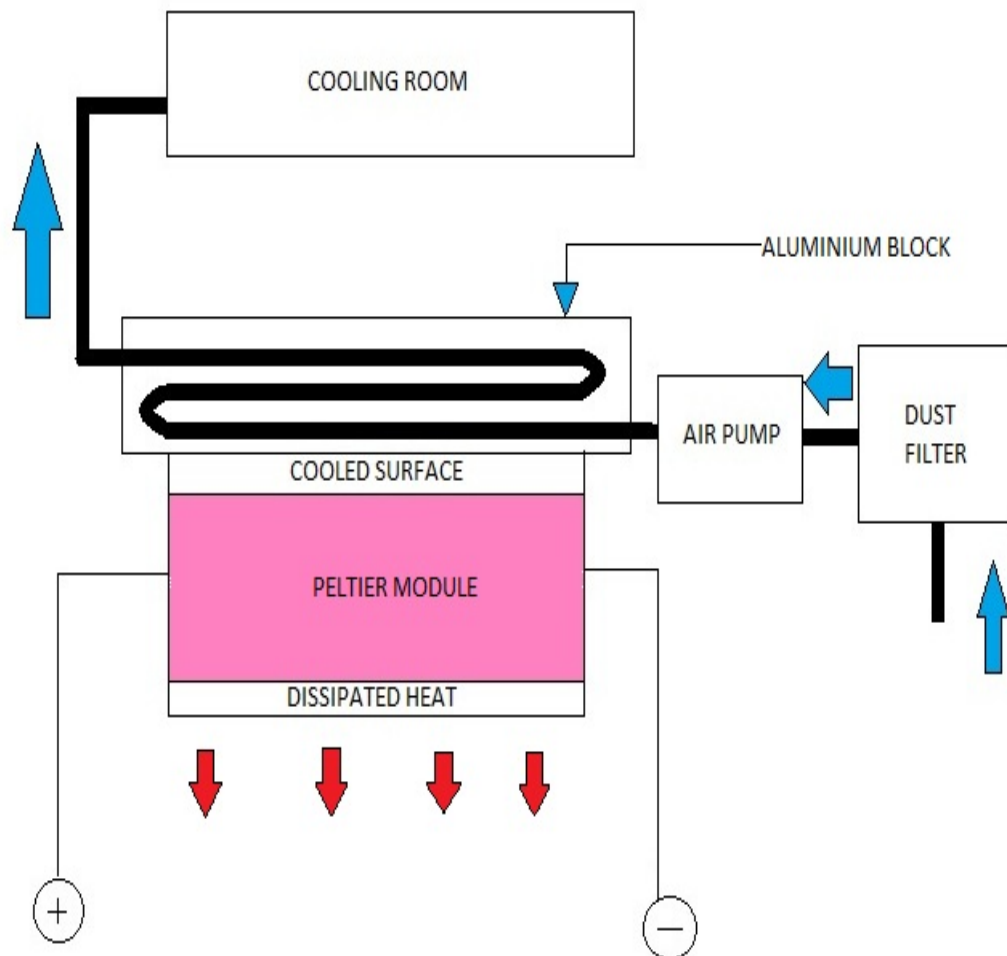 COOLING ROOM
ALUMINIUM BLOCK
AIR PUMP
DUST
FILTER
COOLED SURFACE
PELTIER MODULE
DISSIPATED HEAT
+
−